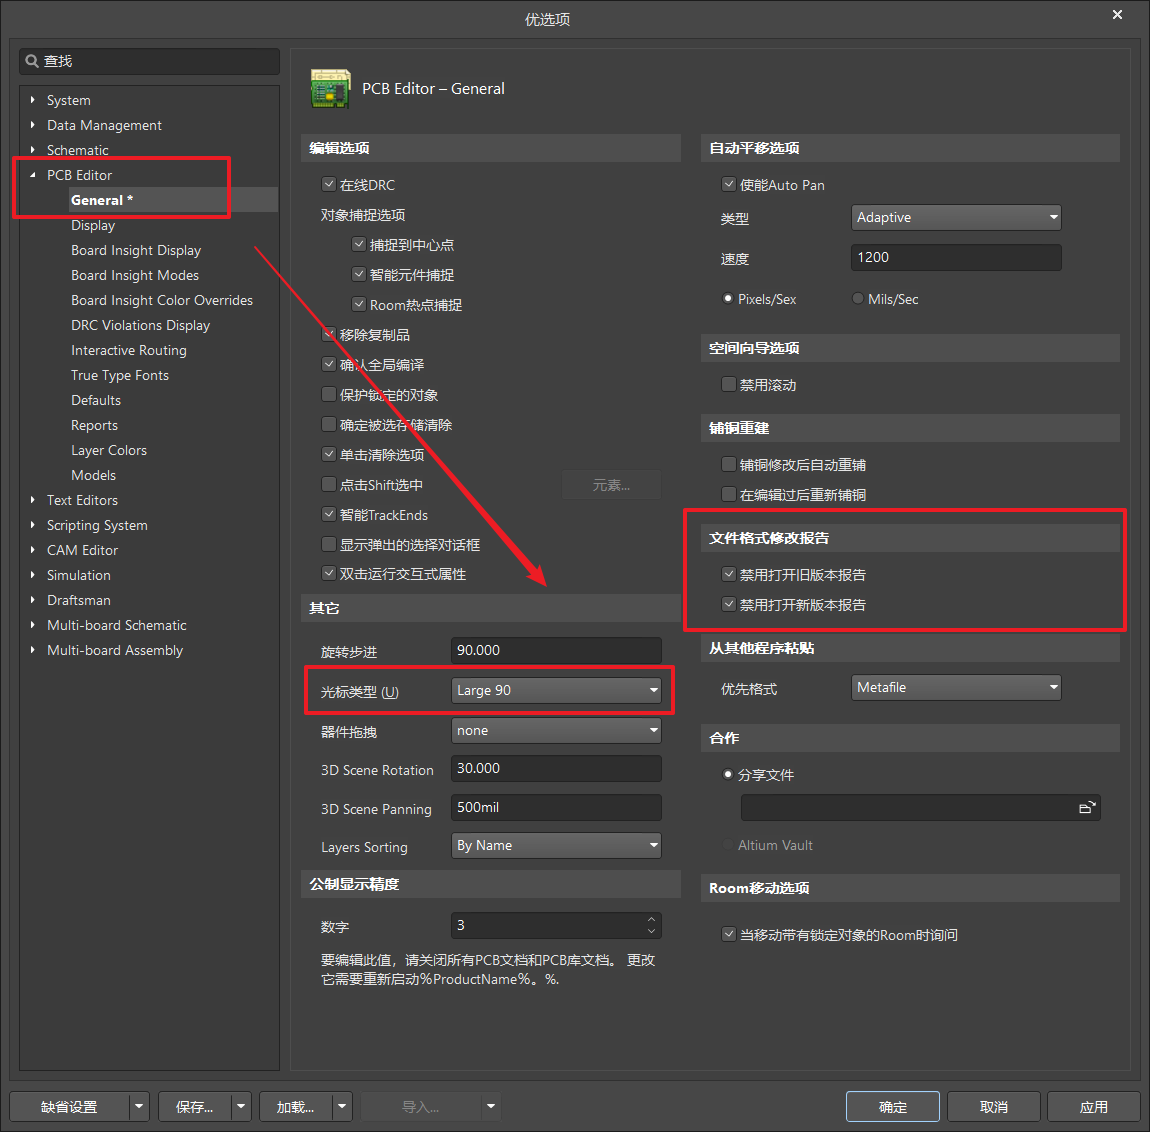 优选项
查找
System
Data Management
Schematic
PCB Editor
General *
Display
Board Insight Display
Board Insight Modes
Board Insight Color Overrides
DRC Violations Display
Interactive Routing
True Type Fonts
Defaults
Reports
Layer Colors
Models
Text Editors
Scripting System
CAM Editor
Simulation
Draftsman
Multi-board Schematic
Multi-board Assembly
PCB Editor – General
编辑选项
在线DRC
对象捕捉选项
捕捉到中心点
智能元件捕捉
Room热点捕捉
移除复制品
确认全局编译
保护锁定的对象
确定被选存储清除
单击清除选项
点击Shift选中
元素...
智能TrackEnds
显示弹出的选择对话框
双击运行交互式属性
其它
旋转步进 90.000
光标类型 (U) Large 90
器件拖拽 none
3D Scene Rotation 30.000
3D Scene Panning 500mil
Layers Sorting By Name
公制显示精度
数字 3
要编辑此值，请关闭所有PCB文档和PCB库文档。 更改
它需要重新启动%ProductName%。%.
自动平移选项
使能Auto Pan
类型 Adaptive
速度 1200
Pixels/Sex Mils/Sec
空间向导选项
禁用滚动
铺铜重建
铺铜修改后自动重铺
在编辑过后重新铺铜
文件格式修改报告
禁用打开旧版本报告
禁用打开新版本报告
从其他程序粘贴
优先格式 Metafile
合作
分享文件
Altium Vault
Room移动选项
当移动带有锁定对象的Room时询问
缺省设置 保存... 加载... 导入... 确定 取消 应用